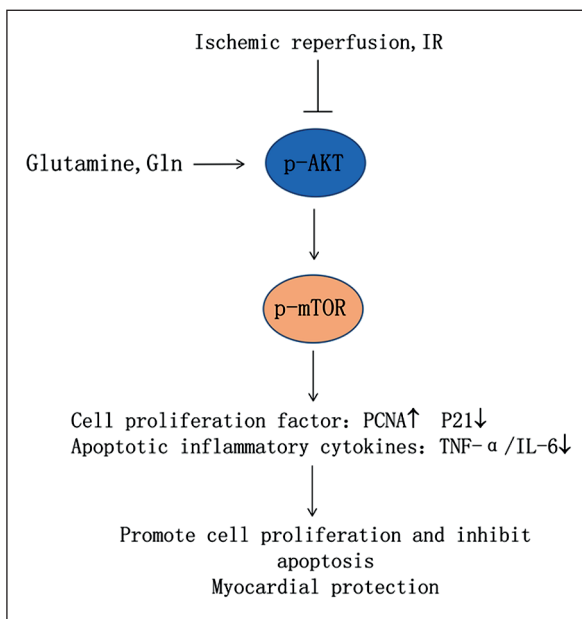 Ischemic reperfusion, IR
Glutamine, Gln
p-AKT
p-mTOR
Cell proliferation factor: PCNA↑ P21↓
Apoptotic inflammatory cytokines: TNF-α/IL-6↓
Promote cell proliferation and inhibit
apoptosis
Myocardial protection